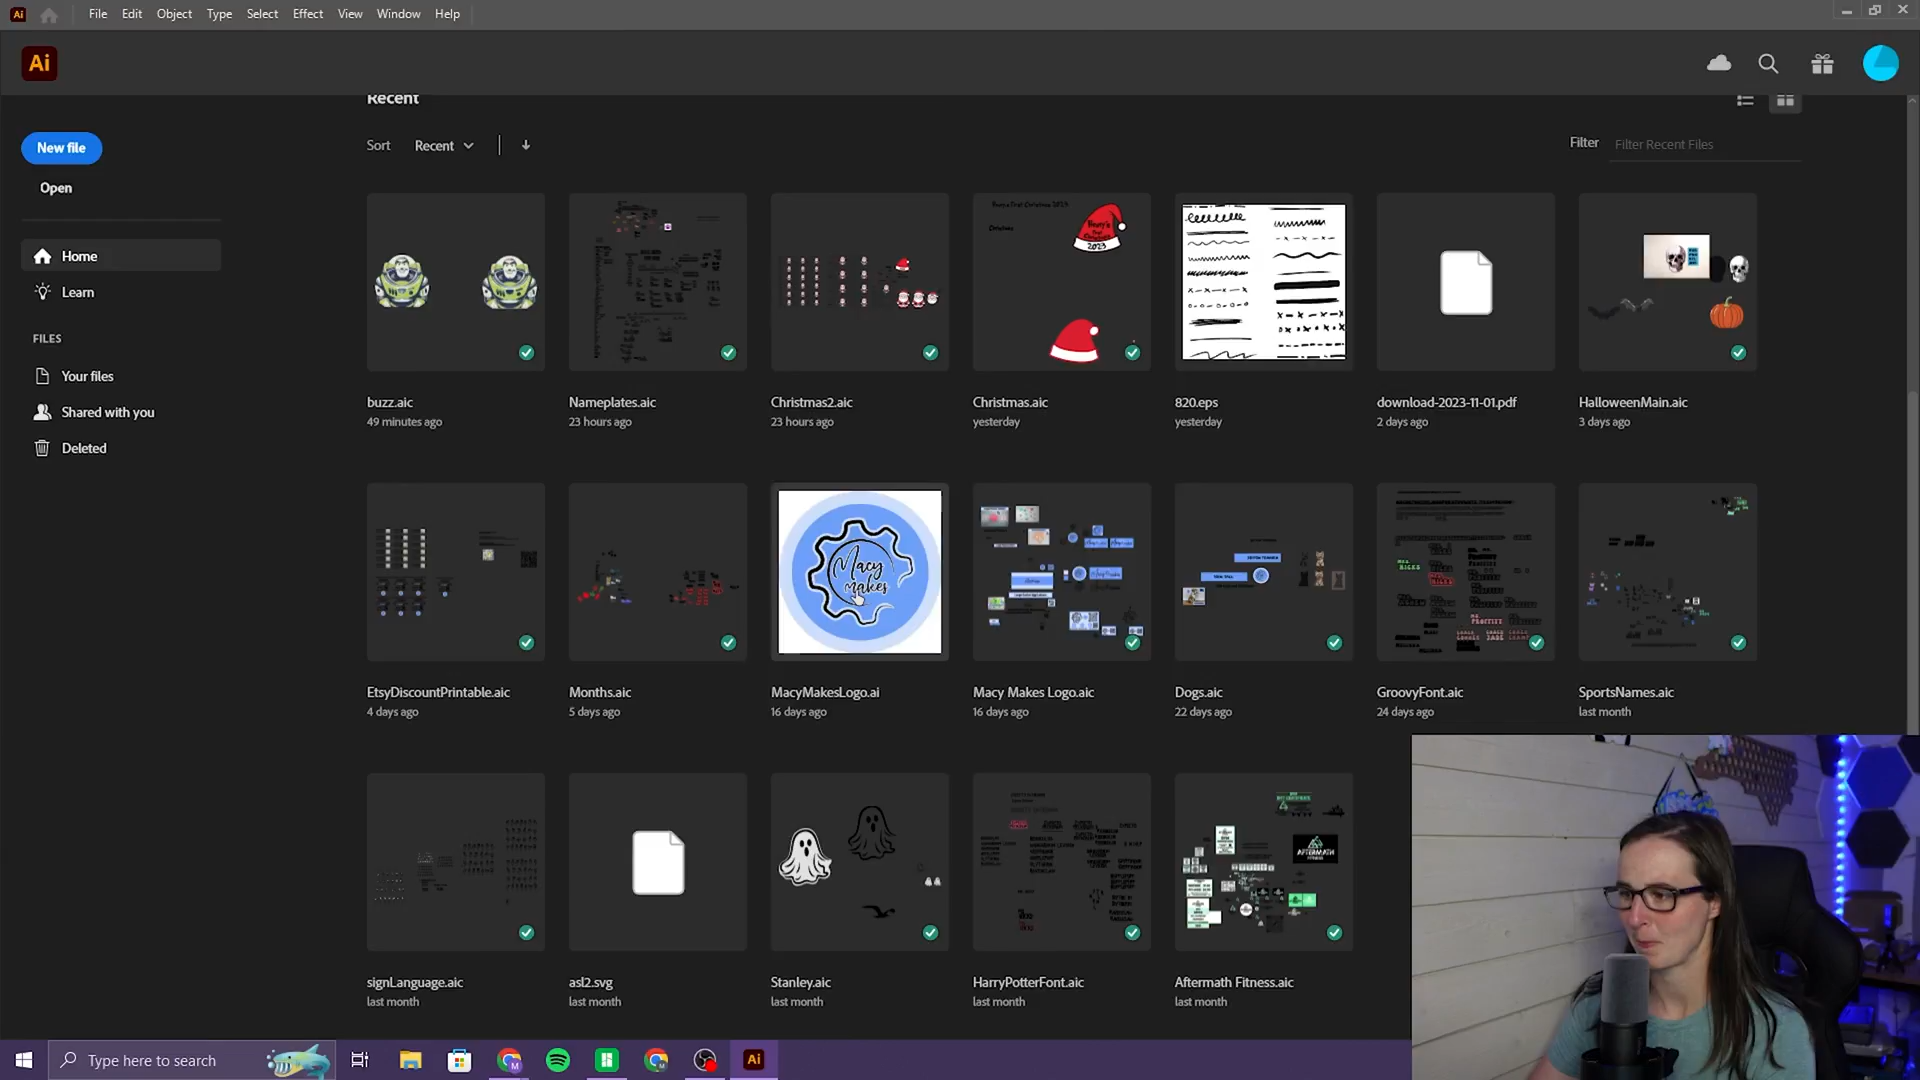 Ai
File
Edit
Object
Type
Select
Effect
View
Window
Help
Ai
Recent
New file
Sort
Recent
Filter
Filter Recent Files
Open
Home
Learn
FILES
Your files
Shared with you
Deleted
2023
buzz.aic
49 minutes ago
Nameplates.aic
23 hours ago
Christmas2.aic
23 hours ago
Christmas.aic
yesterday
820.eps
yesterday
download-2023-11-01.pdf
2 days ago
HalloweenMain.aic
3 days ago
Macy
makes
EtsyDiscountPrintable.aic
4 days ago
Months.aic
5 days ago
MacyMakesLogo.ai
16 days ago
Macy Makes Logo.aic
16 days ago
Dogs.aic
22 days ago
GroovyFont.aic
24 days ago
SportsNames.aic
last month
AFTERMATH
FITNESS
signLanguage.aic
last month
asl2.svg
last month
Stanley.aic
last month
HarryPotterFont.aic
last month
Aftermath Fitness.aic
last month
Type here to search
Ai